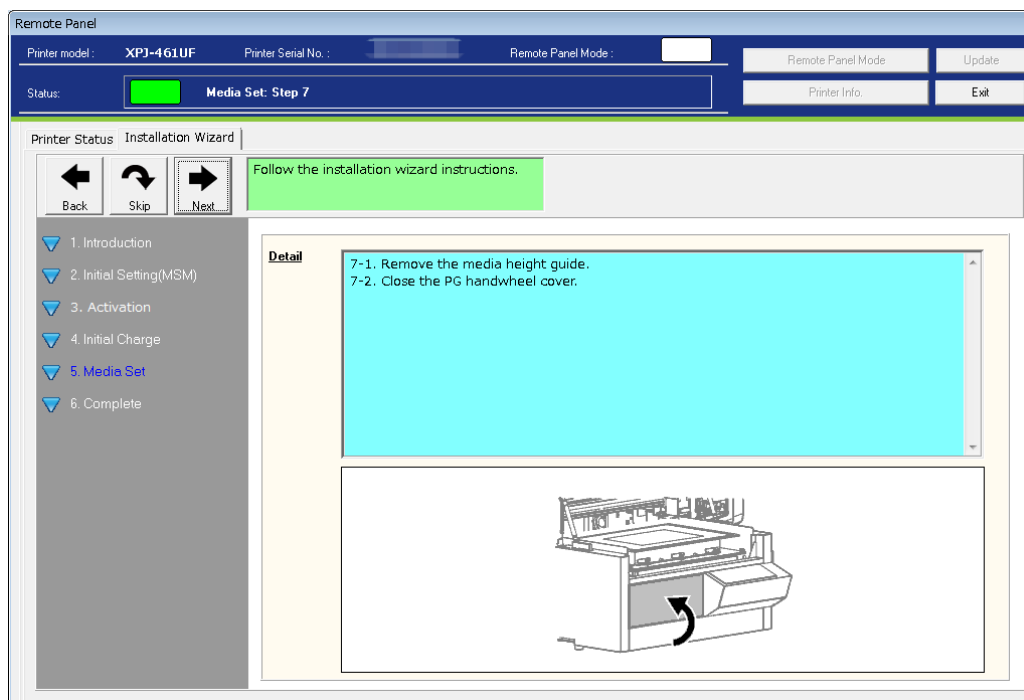 Remote Panel
Printer model : XPJ-461UF Printer Serial No. : Remote Panel Mode :
Remote Panel Mode Update
Status: Media Set: Step 7
Printer Info. Exit
Printer Status Installation Wizard
Back Skip Next
Follow the installation wizard instructions.
1. Introduction
2. Initial Setting(MSM)
3. Activation
4. Initial Charge
5. Media Set
6. Complete
Detail
7-1. Remove the media height guide.
7-2. Close the PG handwheel cover.